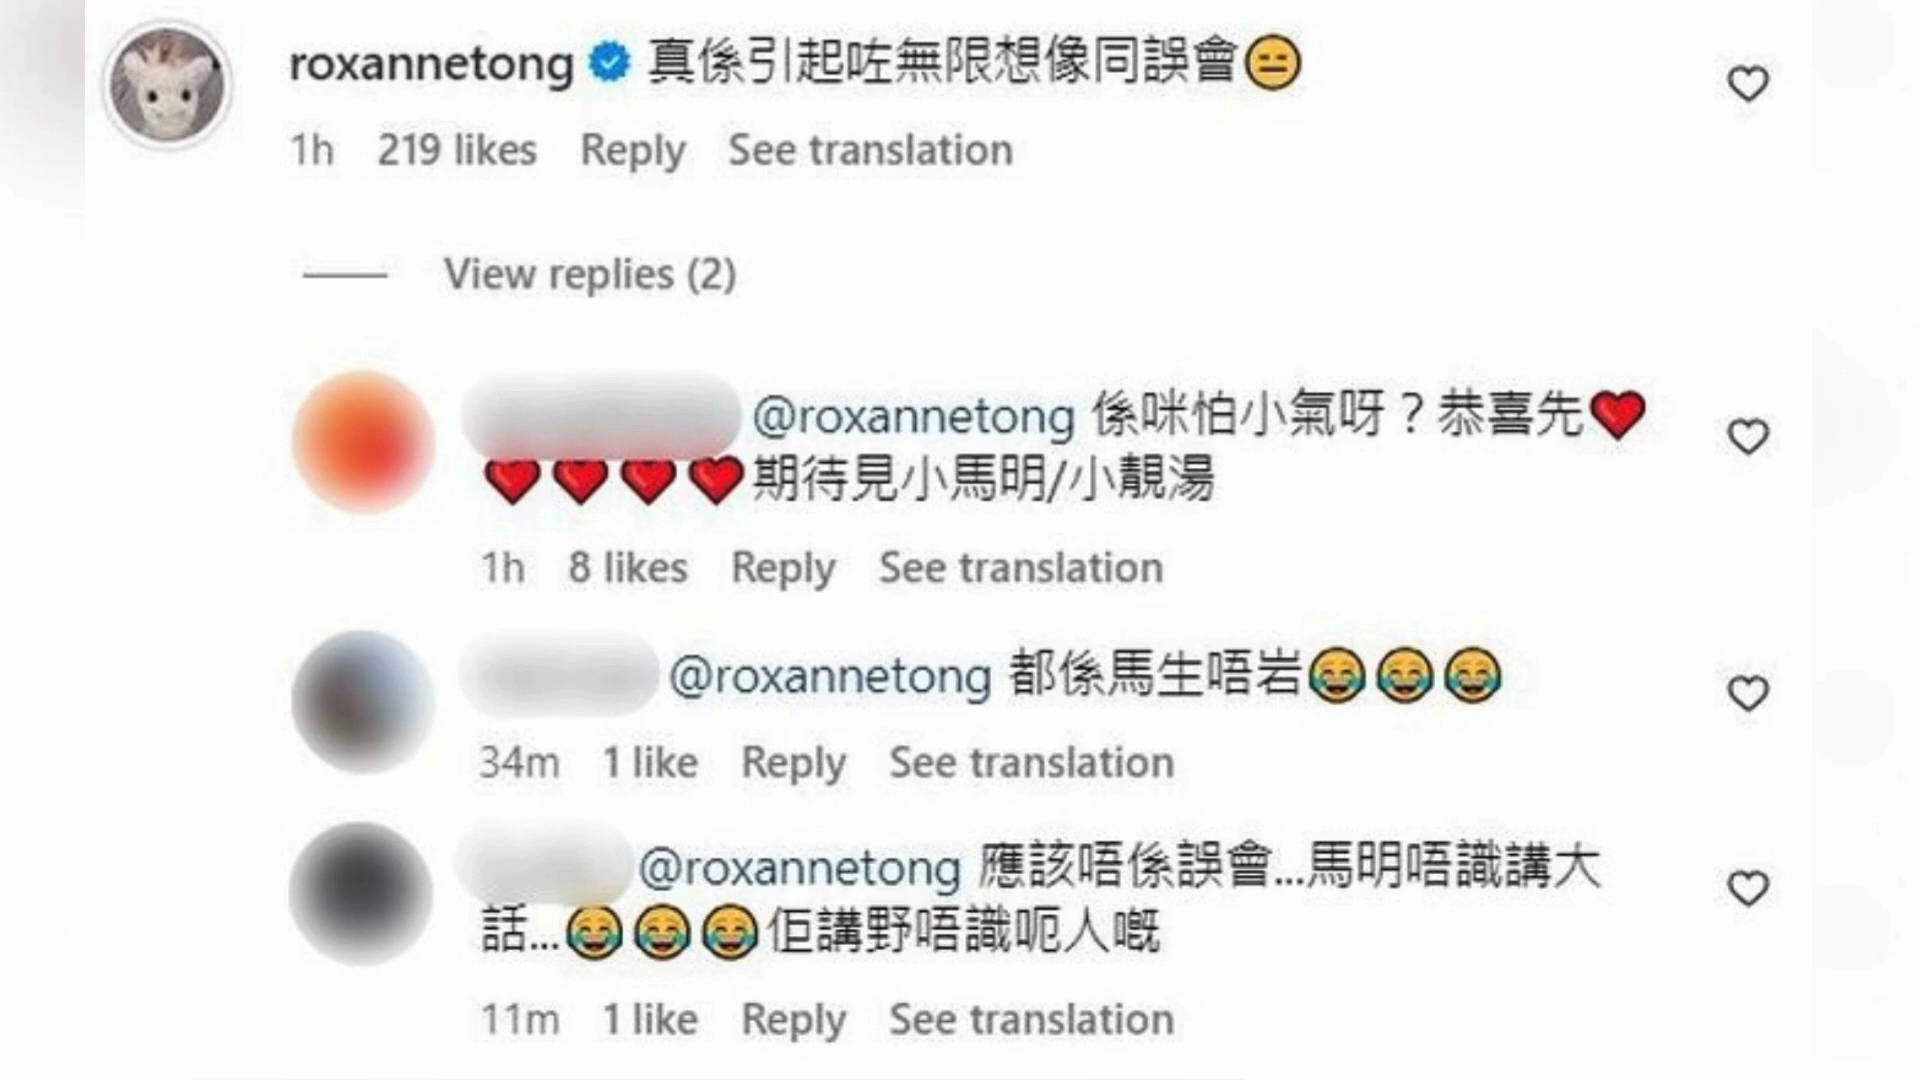 roxannetong 真係引起咗無限想像同誤會😑
1h 219 likes Reply See translation
View replies (2)
@roxannetong 係咪怕小氣呀？恭喜先❤️
❤️❤️❤️❤️期待見小馬明/小靚湯
1h 8 likes Reply See translation
@roxannetong 都係馬生唔岩😂😂😂
34m 1 like Reply See translation
@roxannetong 應該唔係誤會...馬明唔識講大
話...😂😂😂佢講野唔識呃人嘅
11m 1 like Reply See translation